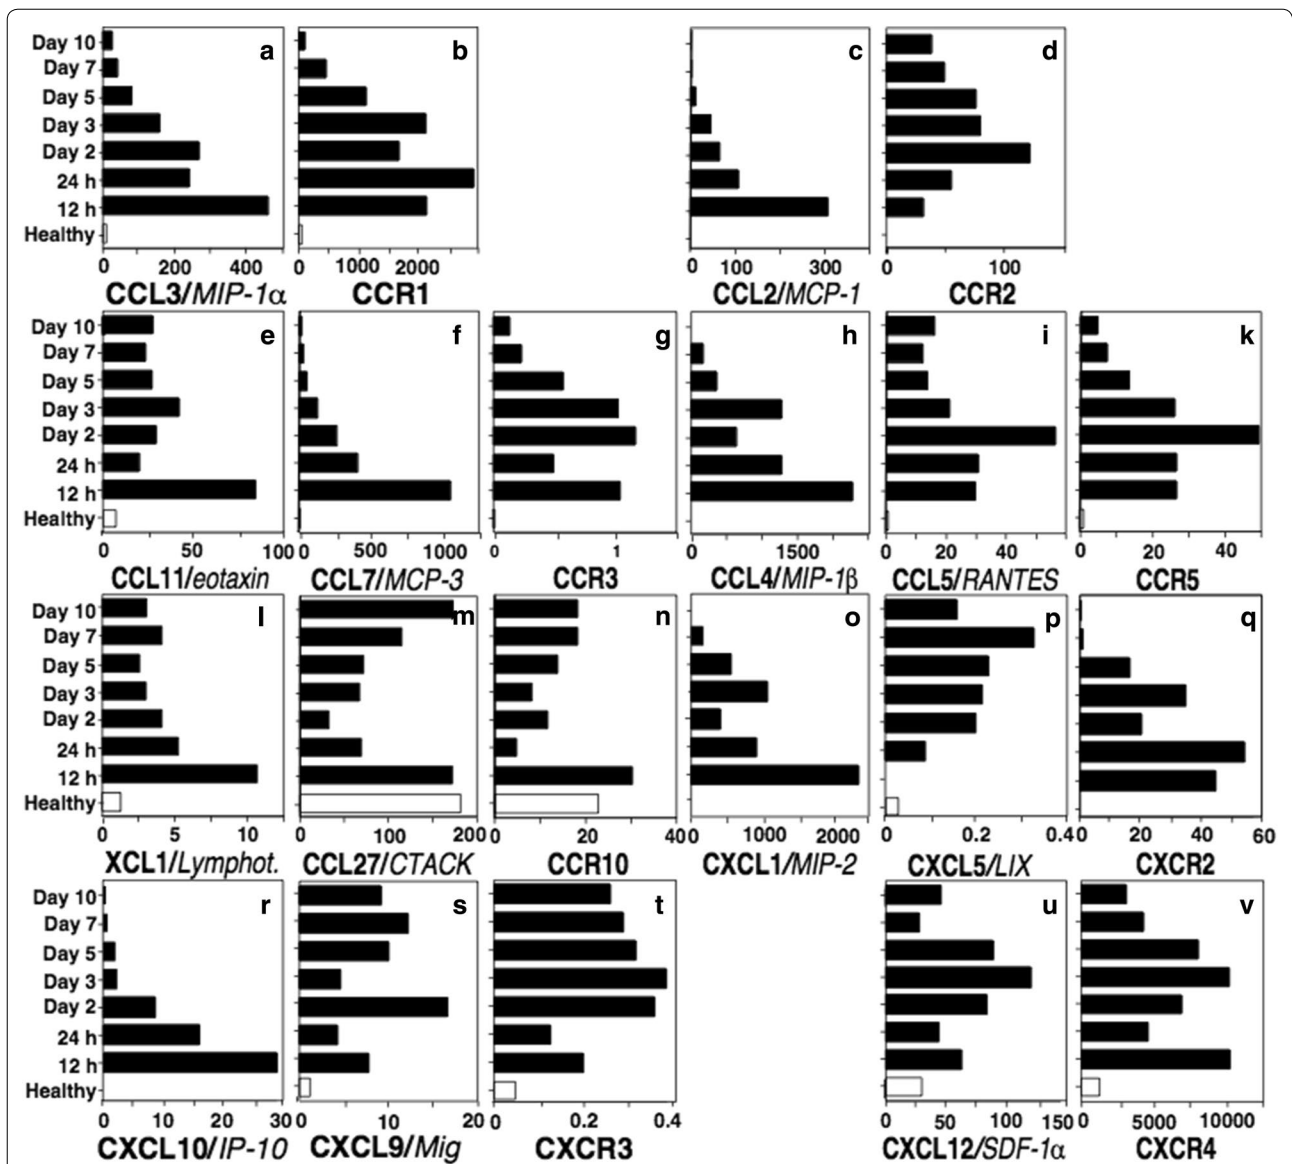 a b c d
Day 10
Day 7
Day 5
Day 3
Day 2
24 h
12 h
Healthy
0 200 400 0 1000 2000 0 100 300 100
CCL3/MIP-1α CCR1 CCL2/MCP-1 CCR2
e f g h i k
Day 10
Day 7
Day 5
Day 3
Day 2
24 h
12 h
Healthy
0 50 100 0 500 1000 0 1 0 1500 0 20 40 0 20 40
CCL11/eotaxin CCL7/MCP-3 CCR3 CCL4/MIP-1β CCL5/RANTES CCR5
l m n o p q
Day 10
Day 7
Day 5
Day 3
Day 2
24 h
12 h
Healthy
0 5 10 0 100 200 0 20 40 0 1000 2000 0 0.2 0.4 0 20 40 60
XCL1/Lymphot. CCL27/CTACK CCR10 CXCL1/MIP-2 CXCL5/LIX CXCR2
r s t u v
Day 10
Day 7
Day 5
Day 3
Day 2
24 h
12 h
Healthy
0 10 20 30 0 10 20 0 0.2 0.4 0 50 100 150 0 5000 10000
CXCL10/IP-10 CXCL9/Mig CXCR3 CXCL12/SDF-1α CXCR4